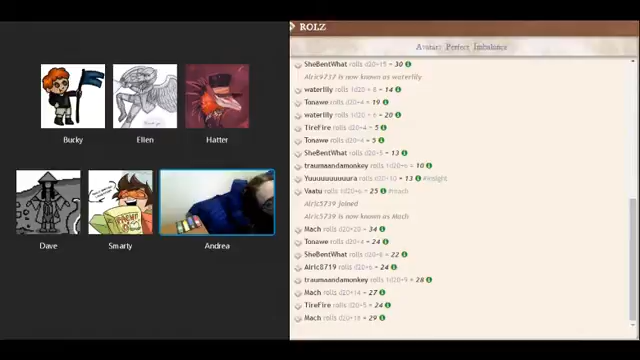 ROLZ
Avatar: Perfect Imbalance
SheBentWhat rolls d20+15 = 30
Alric9737 is now known as waterlily
waterlily rolls 1d20 + 8 = 14
Tonawe rolls d20+4 = 19
waterlily rolls 1d20 + 6 = 20
TireFire rolls d20+4 = 5
Tonawe rolls d20+4 = 5
SheBentWhat rolls d20+5 = 13
traumaandamonkey rolls 1d20+6 = 10
Yuuuuuuuuuura rolls d20+10 = 13 #insight
Vaatu rolls 1d20+6 = 25 #reach
Alric5739 joined
Alric5739 is now known as Mach
Mach rolls d20+20 = 34
Tonawe rolls d20+4 = 24
SheBentWhat rolls d20+8 = 22
Alric8719 rolls d20+6 = 24
traumaandamonkey rolls 1d20+9 = 28
Mach rolls d20+14 = 27
TireFire rolls d20+5 = 24
Mach rolls d20+18 = 29
Bucky
Ellen
Hatter
Dave
Smarty
Andrea